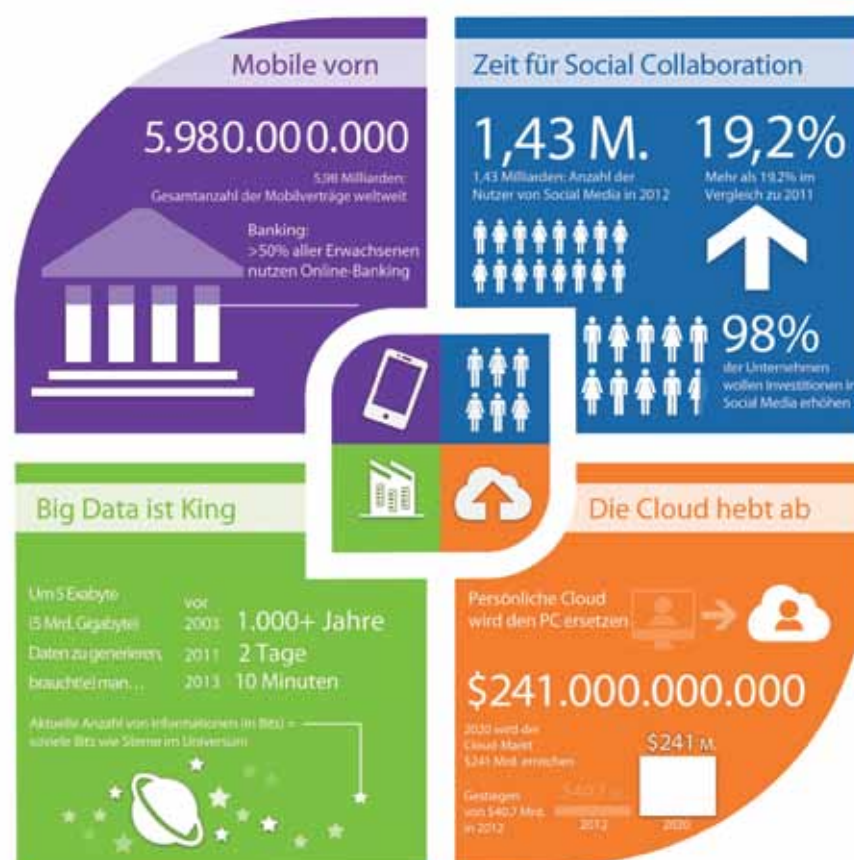 Mobile vorn
5.980.000.000
5,98 Milliarden:
Gesamtanzahl der Mobilverträge weltweit
Banking:
>50% aller Erwachsenen
nutzen Online-Banking
Zeit für Social Collaboration
1,43 M.
1,43 Milliarden: Anzahl der
Nutzer von Social Media in 2012
19,2%
Mehr als 19,2% im
Vergleich zu 2011
98%
der Unternehmen
wollen Investitionen in
Social Media erhöhen
Big Data ist King
Um 5 Exabyte
(5 Mrd. Gigabyte)
Daten zu generieren,
braucht(e) man…
vor
2003 1.000+ Jahre
2011 2 Tage
2013 10 Minuten
Aktuelle Anzahl von Informationen (in Bits) =
soviele Bits wie Sterne im Universum
Die Cloud hebt ab
Persönliche Cloud
wird den PC ersetzen
$241.000.000.000
2020 wird der
Cloud-Markt
$241 Mrd. erreichen
Gestiegen
von $40,7 Mrd.
in 2012
$40,7
2012
$241 M.
2020